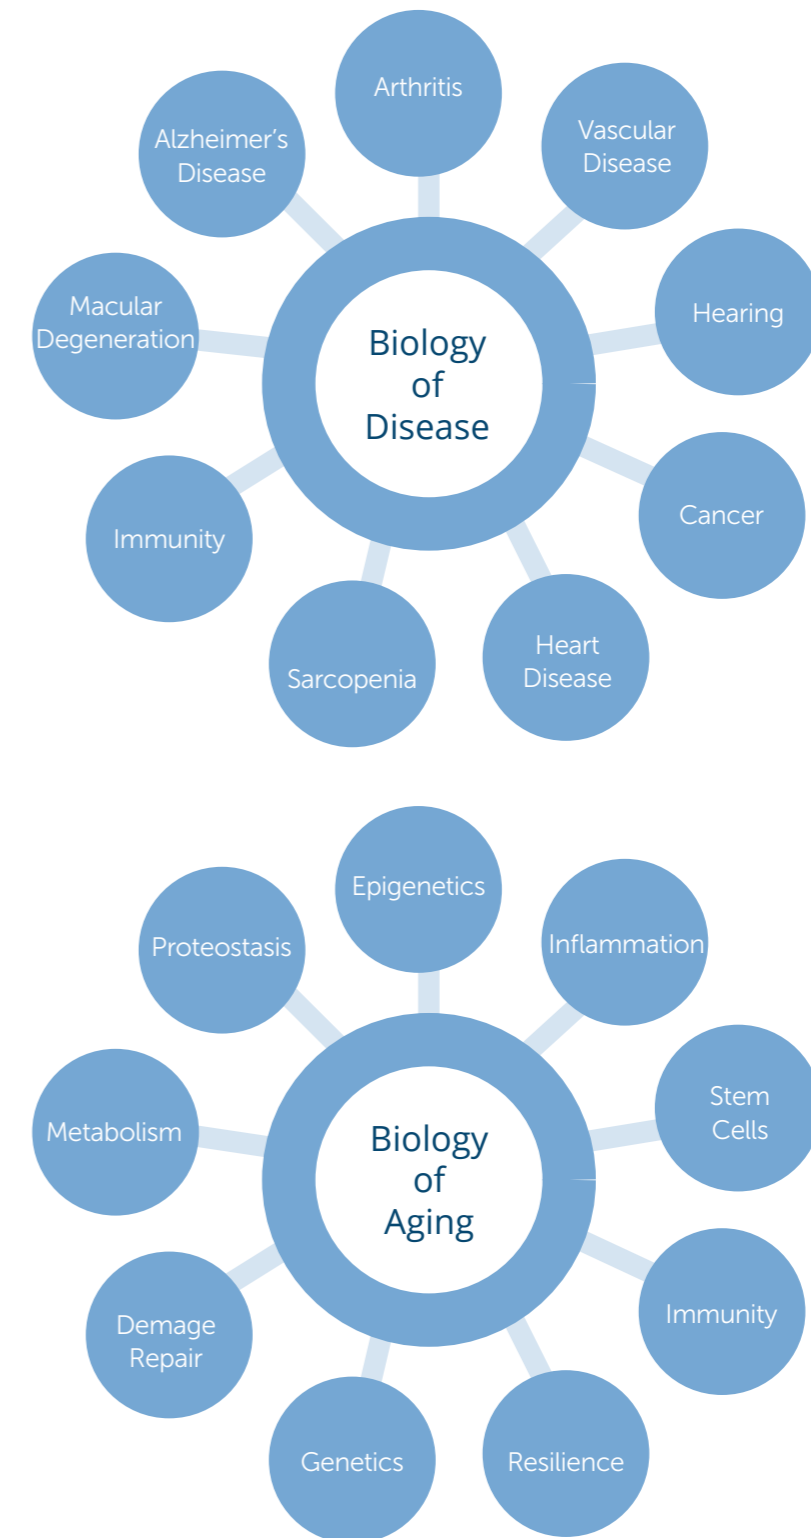 Arthritis
Vascular
Disease
Alzheimer's
Disease
Hearing
Macular
Degeneration
Biology
of
Disease
Cancer
Immunity
Heart
Disease
Sarcopenia
Epigenetics
Inflammation
Proteostasis
Stem
Cells
Metabolism
Biology
of
Aging
Immunity
Demage
Repair
Genetics
Resilience